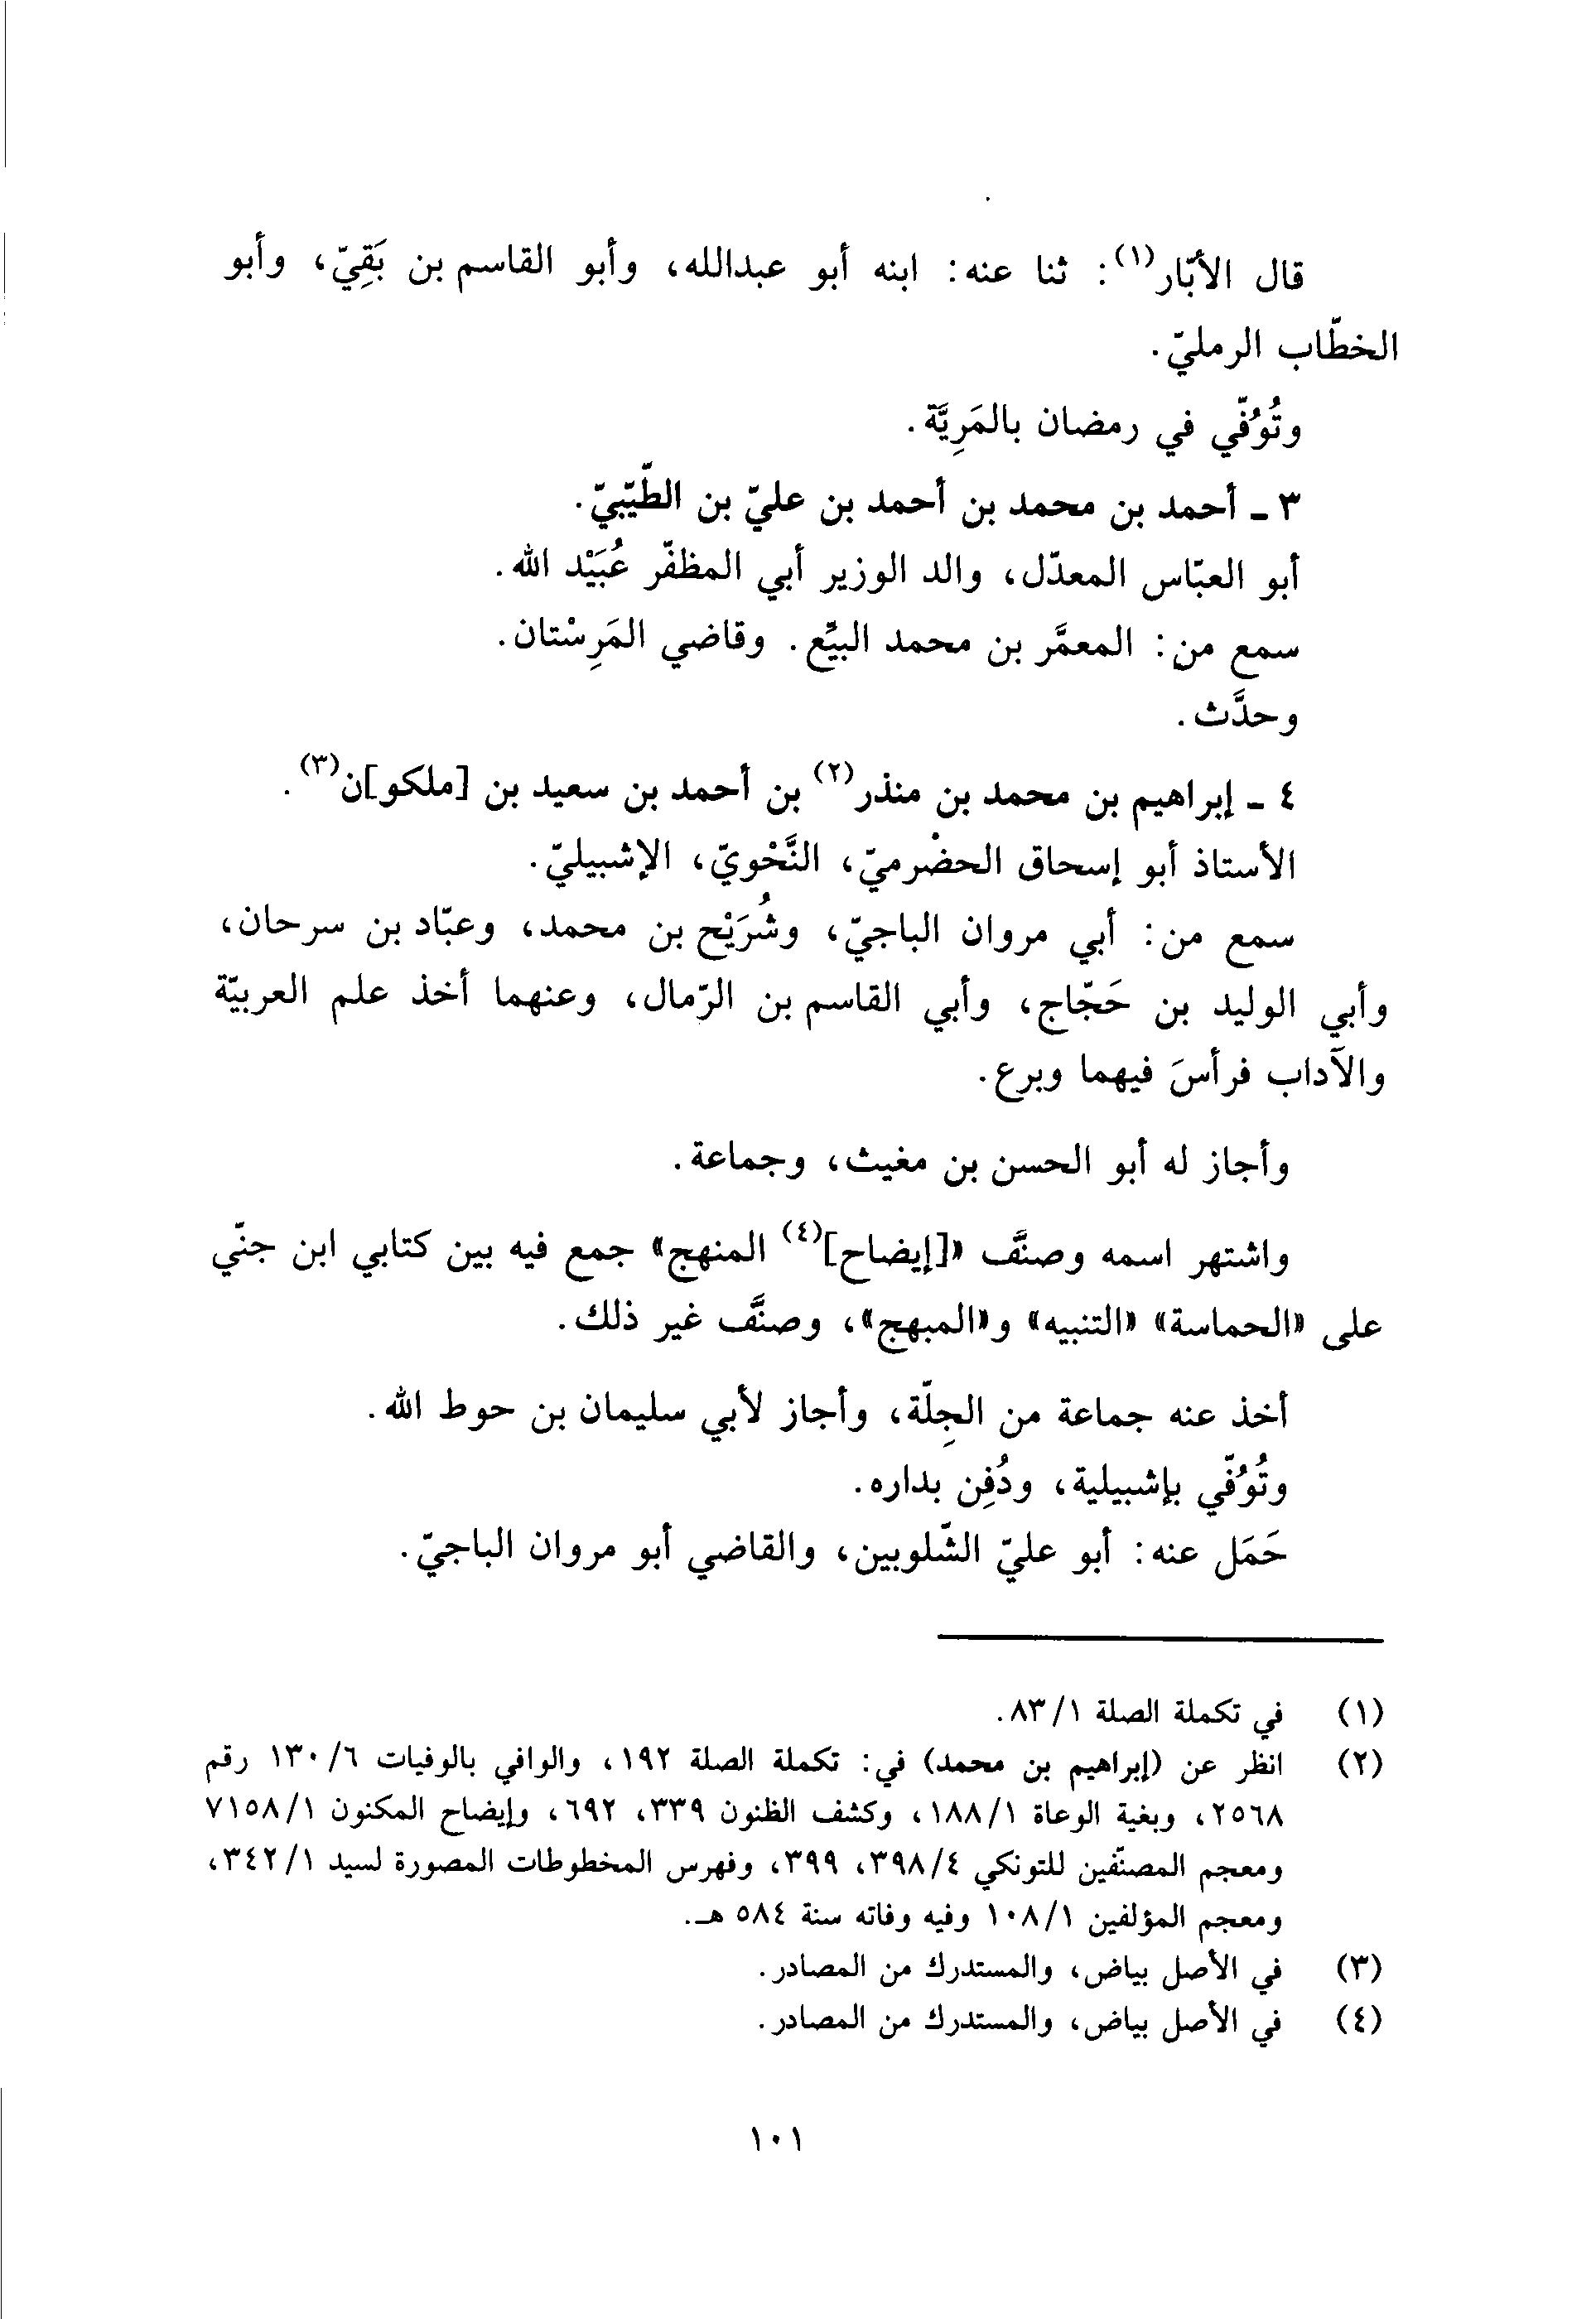 قال الأبّار(١): ثنا عنه: ابنه أبو عبدالله، وأبو القاسم بن بَقِيّ، وأبو
الخطّاب الرمليّ.
وتُوُفّي في رمضان بالمَرِيَّة.
٣ ـ أحمد بن محمد بن أحمد بن عليّ بن الطّيّبيّ.
أبو العبّاس المعدّل، والد الوزير أبي المظفّر عُبَيْد الله.
سمع من: المعمَّر بن محمد البيِّع. وقاضي المَرِسْتان.
وحدَّث.
٤ ـ إبراهيم بن محمد بن منذر(٢) بن أحمد بن سعيد بن [ملكو]ن(٣).
الأستاذ أبو إسحاق الحضْرميّ، النَّحْويّ، الإشبيليّ.
سمع من: أبي مروان الباجيّ، وشُرَيْح بن محمد، وعبّاد بن سرحان،
وأبي الوليد بن حَجّاج، وأبي القاسم بن الرّمال، وعنهما أخذ علم العربيّة
والآداب فرأسَ فيهما وبرع.
وأجاز له أبو الحسن بن مغيث، وجماعة.
واشتهر اسمه وصنَّف «[إيضاح](٤) المنهج» جمع فيه بين كتابي ابن جنّي
على «الحماسة» «التنبيه» و«المبهج»، وصنَّف غير ذلك.
أخذ عنه جماعة من الجِلّة، وأجاز لأبي سليمان بن حوط الله.
وتُوُفّي بإشبيلية، ودُفِن بداره.
حَمَل عنه: أبو عليّ الشّلوبين، والقاضي أبو مروان الباجيّ.
(١) في تكملة الصلة ٨٣/١.
(٢) انظر عن (إبراهيم بن محمد) في: تكملة الصلة ١٩٢، والوافي بالوفيات ١٣٠/٦ رقم
٢٥٦٨، وبغية الوعاة ١٨٨/١، وكشف الظنون ٣٣٩، ٦٩٢، وإيضاح المكنون ٧١٥٨/١
ومعجم المصنّفين للتونكي ٣٩٨/٤، ٣٩٩، وفهرس المخطوطات المصورة لسيد ٣٤٢/١،
ومعجم المؤلفين ١٠٨/١ وفيه وفاته سنة ٥٨٤ هـ.
(٣) في الأصل بياض، والمستدرك من المصادر.
(٤) في الأصل بياض، والمستدرك من المصادر.
١٠١